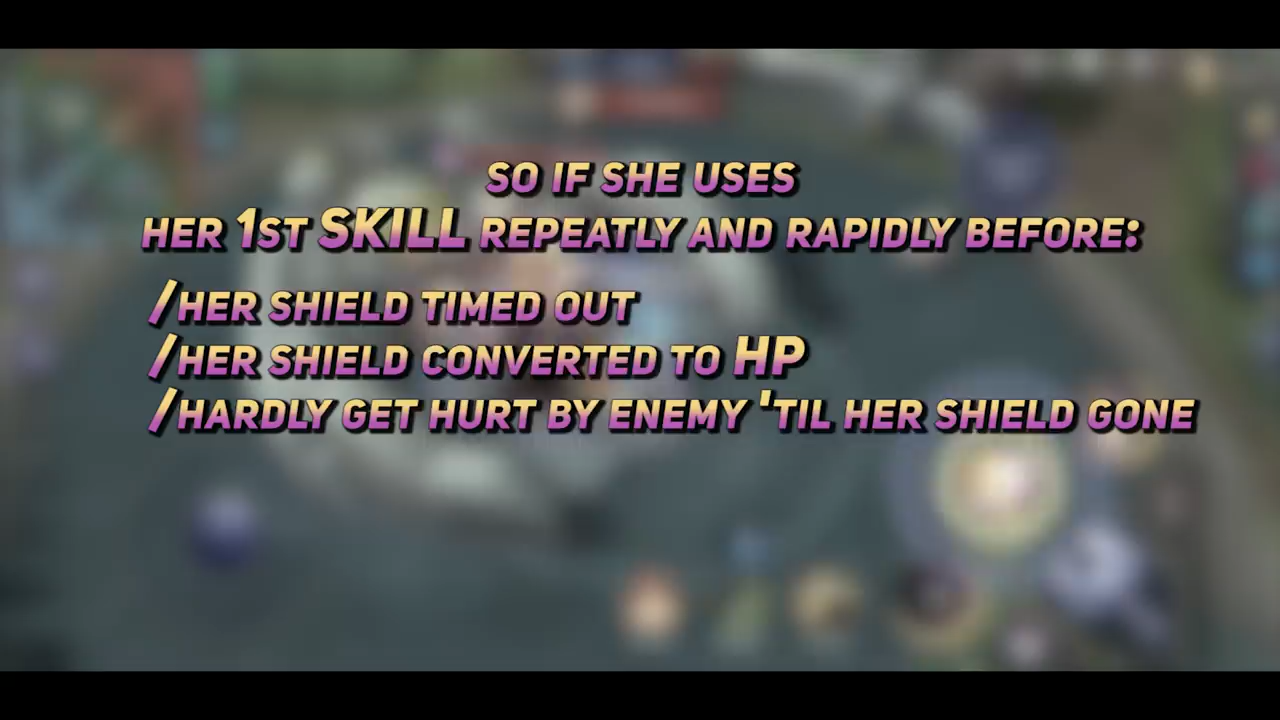 SO IF SHE USES
HER 1ST SKILL REPEATLY AND RAPIDLY BEFORE:
/HER SHIELD TIMED OUT
/HER SHIELD CONVERTED TO HP
/HARDLY GET HURT BY ENEMY 'TIL HER SHIELD GONE